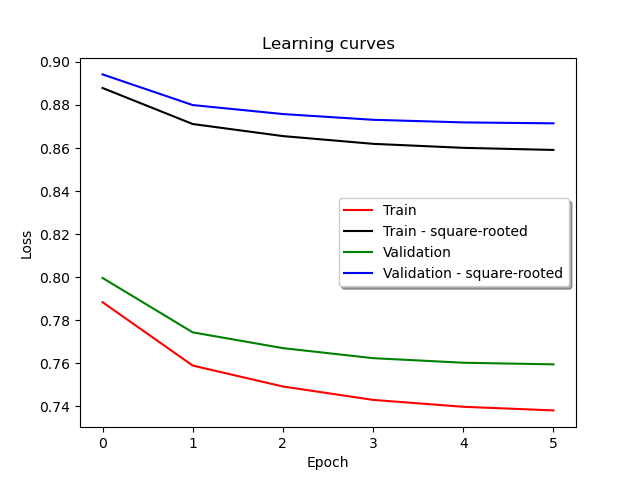 Learning curves
0.90
0.88
0.86
0.84
0.82
0.80
0.78
0.76
0.74
Loss
Train
Train - square-rooted
Validation
Validation - square-rooted
0 1 2 3 4 5
Epoch